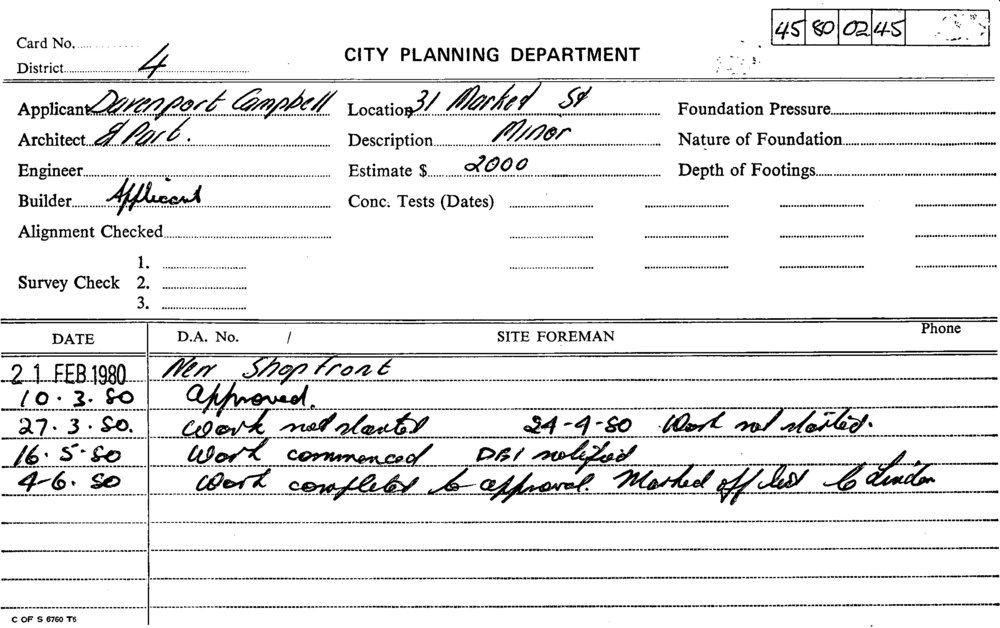 45 80 02 45
Card No.
District 4
CITY PLANNING DEPARTMENT
Applicant Davenport Campbell
Location 31 Market St
Foundation Pressure
Architect & Part.
Description Minor
Nature of Foundation
Engineer
Estimate $ 2000
Depth of Footings
Builder Applicant
Conc. Tests (Dates)
Alignment Checked
Survey Check 1.
2.
3.
DATE D.A. No. / SITE FOREMAN Phone
21 FEB 1980 New Shopfront
10.3.80 Approved.
27.3.80. Work not started 24-4-80 Work not started.
16.5.80 Work commenced DBI notified
4-6.80 Work completed to approval. Marked off list
C OF S 6760 T6